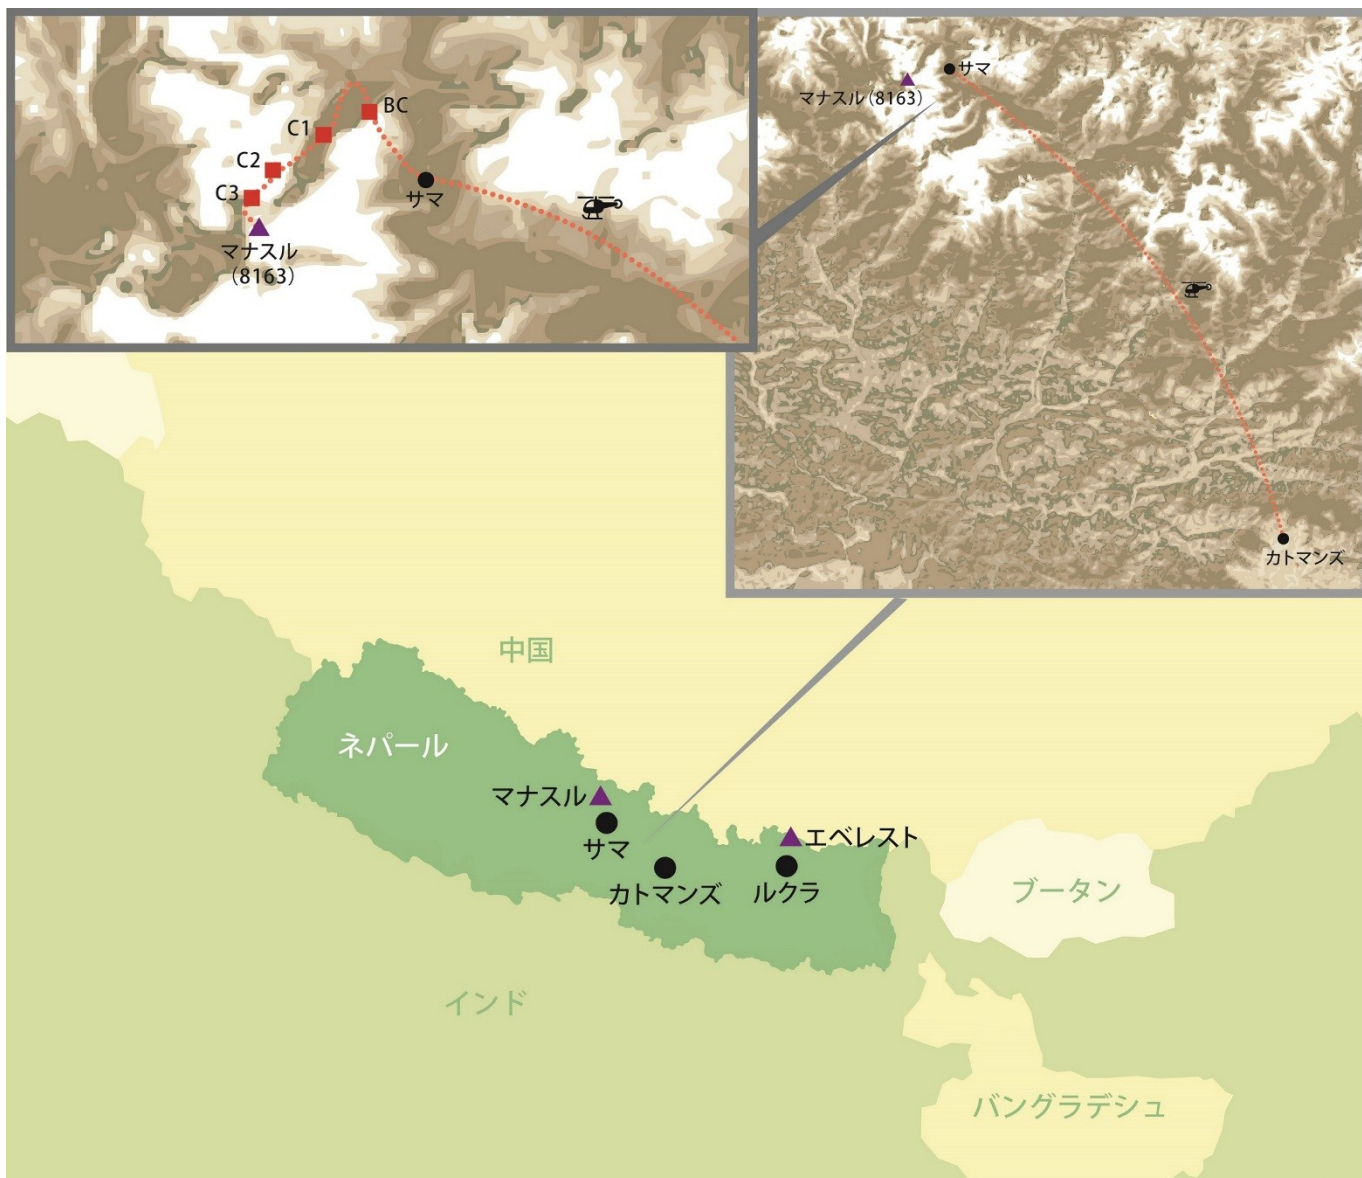 BC
C1
C2
C3
サマ
マナスル
(8163)
サマ
マナスル(8163)
カトマンズ
中国
ネパール
マナスル
サマ
エベレスト
カトマンズ
ルクラ
ブータン
インド
バングラデシュ